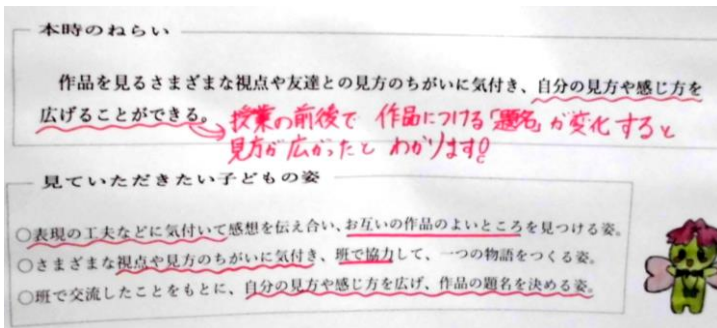 本時のねらい
作品を見るさまざまな視点や友達との見方のちがいに気付き、自分の見方や感じ方を
広げることができる。
授業の前後で 作品につける「題名」が変化すると
見方が広がったと わかります!
見ていただきたい子どもの姿
○表現の工夫などに気付いて感想を伝え合い、お互いの作品のよいところを見つける姿。
○さまざまな視点や見方のちがいに気付き、班で協力して、一つの物語をつくる姿。
○班で交流したことをもとに、自分の見方や感じ方を広げ、作品の題名を決める姿。